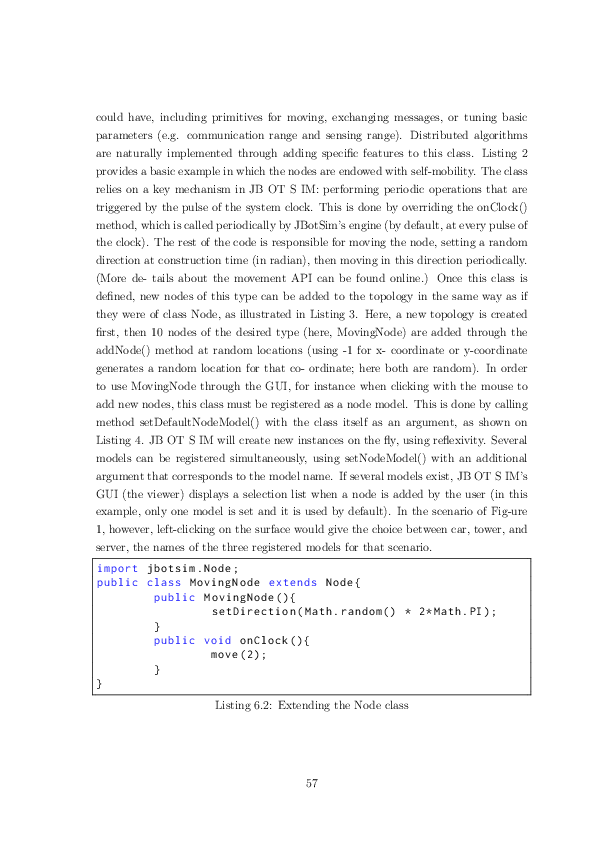 could have, including primitives for moving, exchanging messages, or tuning basic
parameters (e.g. communication range and sensing range). Distributed algorithms
are naturally implemented through adding specific features to this class. Listing 2
provides a basic example in which the nodes are endowed with self-mobility. The class
relies on a key mechanism in JB OT S IM: performing periodic operations that are
triggered by the pulse of the system clock. This is done by overriding the onClock()
method, which is called periodically by JBotSim's engine (by default, at every pulse of
the clock). The rest of the code is responsible for moving the node, setting a random
direction at construction time (in radian), then moving in this direction periodically.
(More de- tails about the movement API can be found online.) Once this class is
defined, new nodes of this type can be added to the topology in the same way as if
they were of class Node, as illustrated in Listing 3. Here, a new topology is created
first, then 10 nodes of the desired type (here, MovingNode) are added through the
addNode() method at random locations (using -1 for x- coordinate or y-coordinate
generates a random location for that co- ordinate; here both are random). In order
to use MovingNode through the GUI, for instance when clicking with the mouse to
add new nodes, this class must be registered as a node model. This is done by calling
method setDefaultNodeModel() with the class itself as an argument, as shown on
Listing 4. JB OT S IM will create new instances on the fly, using reflexivity. Several
models can be registered simultaneously, using setNodeModel() with an additional
argument that corresponds to the model name. If several models exist, JB OT S IM's
GUI (the viewer) displays a selection list when a node is added by the user (in this
example, only one model is set and it is used by default). In the scenario of Fig-ure
1, however, left-clicking on the surface would give the choice between car, tower, and
server, the names of the three registered models for that scenario.
import jbotsim.Node;
public class MovingNode extends Node{
public MovingNode(){
setDirection(Math.random() * 2*Math.PI);
}
public void onClock(){
move(2);
}
}
Listing 6.2: Extending the Node class
57